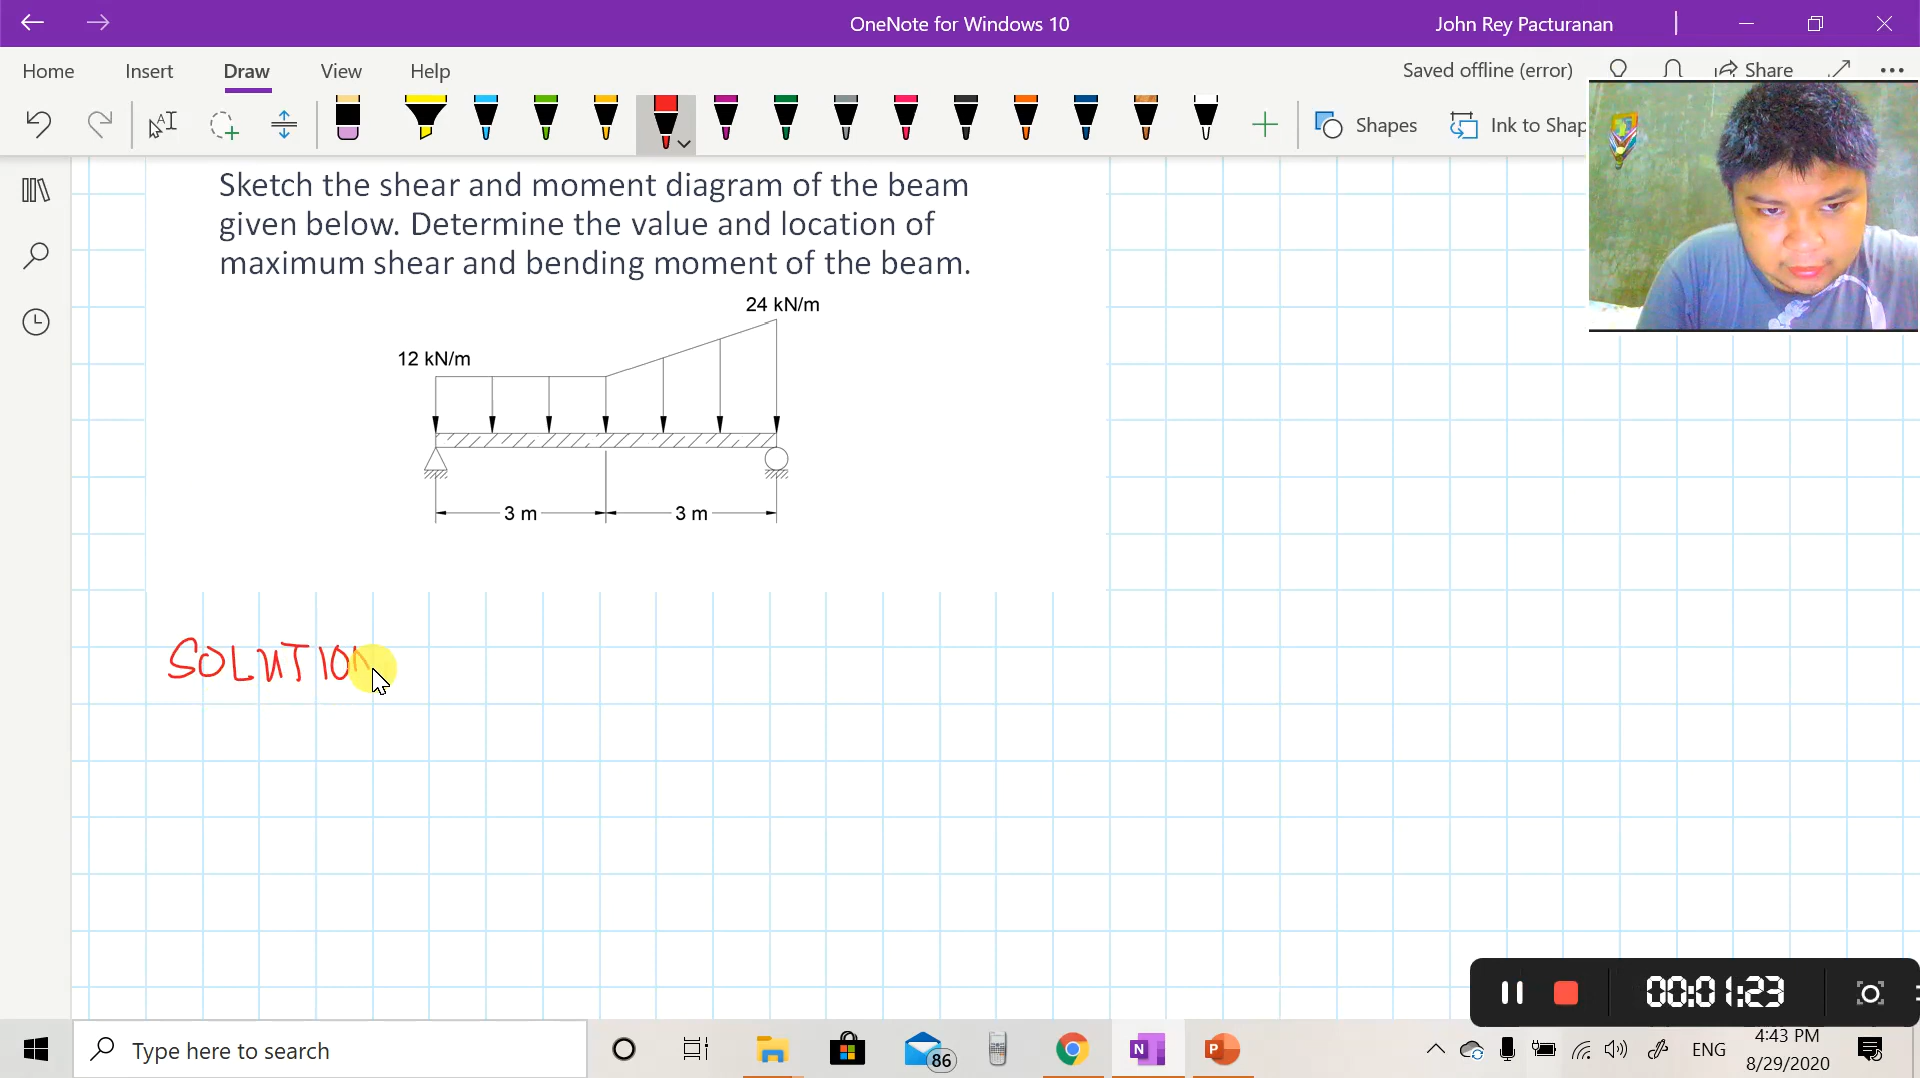 OneNote for Windows 10
John Rey Pacturanan
Home Insert Draw View Help
Saved offline (error)
Share
Shapes
Ink to Shap
Sketch the shear and moment diagram of the beam
given below. Determine the value and location of
maximum shear and bending moment of the beam.
24 kN/m
12 kN/m
3 m
3 m
SOLUTION
00:01:23
Type here to search
86
N
P
ENG
4:43 PM
8/29/2020